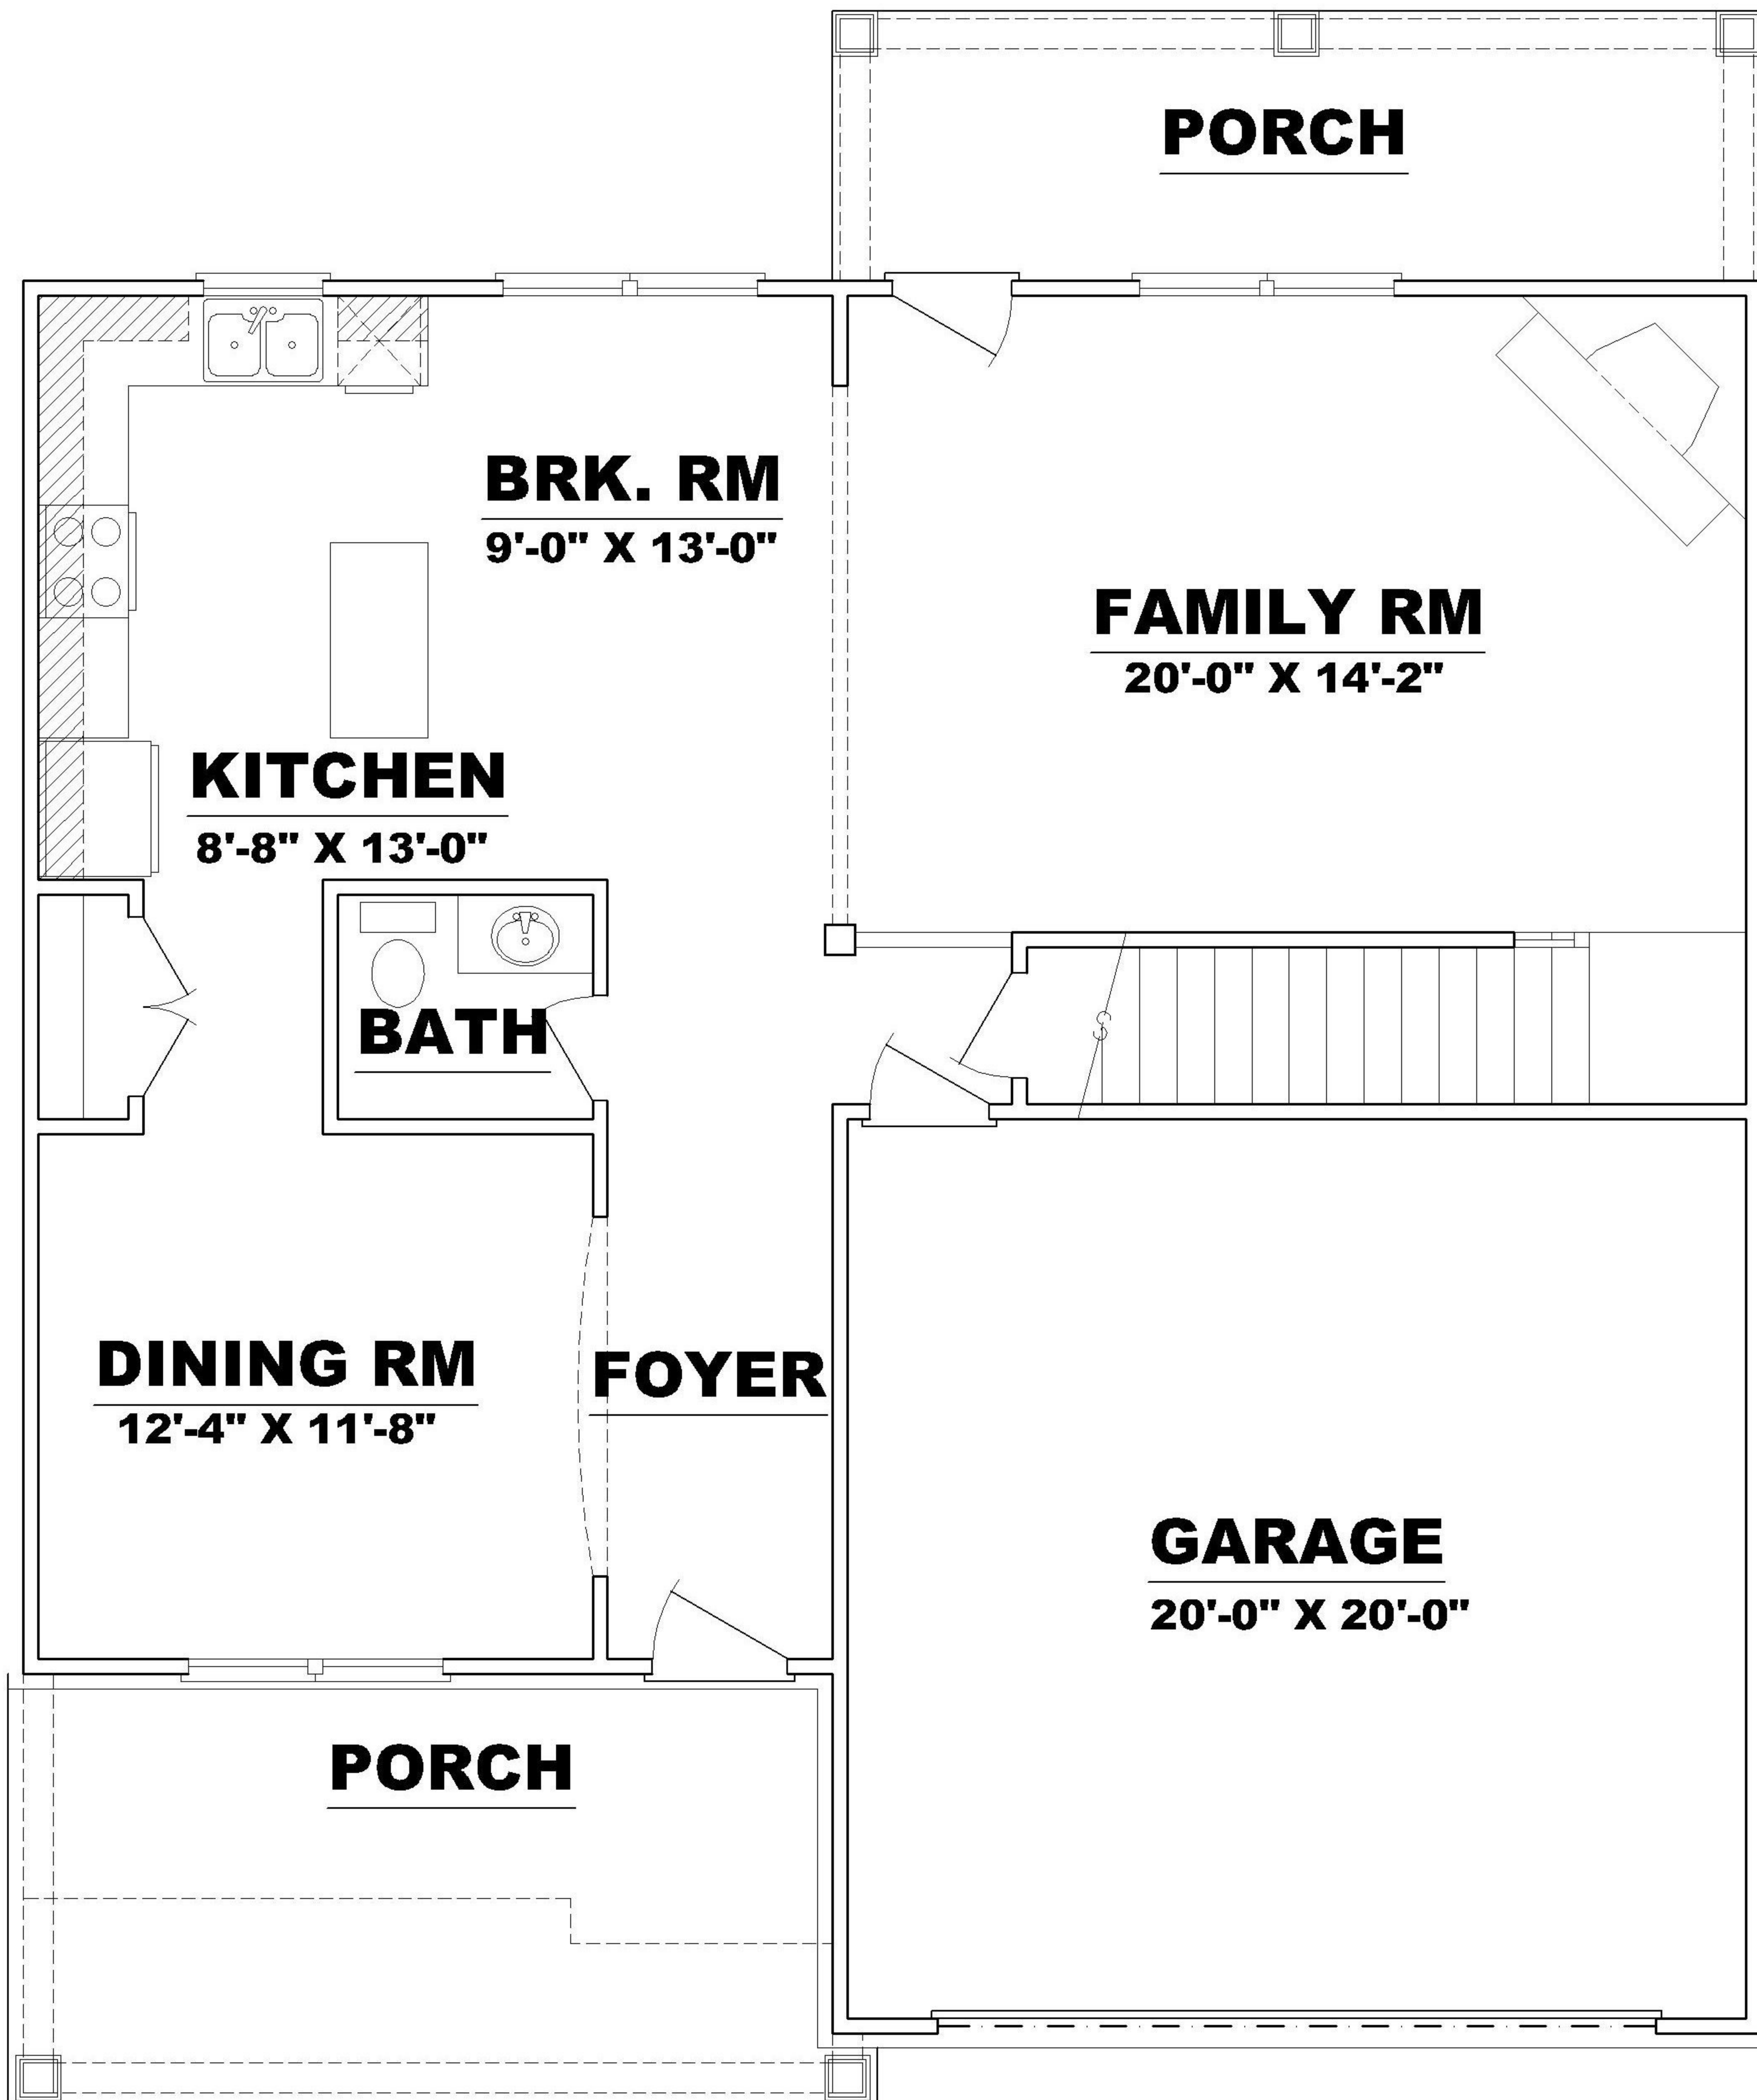 PORCH
BRK. RM
9'-0" X 13'-0"
FAMILY RM
20'-0" X 14'-2"
KITCHEN
8'-8" X 13'-0"
BATH
DINING RM
12'-4" X 11'-8"
FOYER
GARAGE
20'-0" X 20'-0"
PORCH